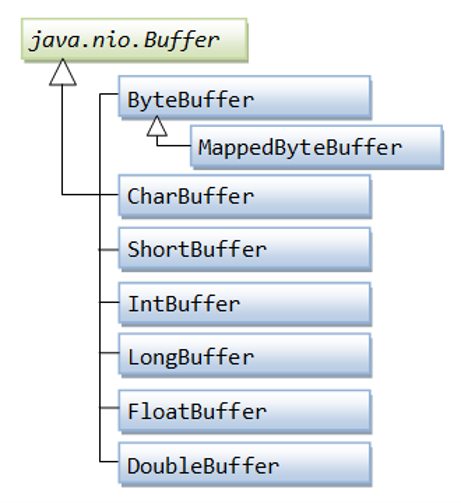 java.nio.Buffer
ByteBuffer
MappedByteBuffer
CharBuffer
ShortBuffer
IntBuffer
LongBuffer
FloatBuffer
DoubleBuffer